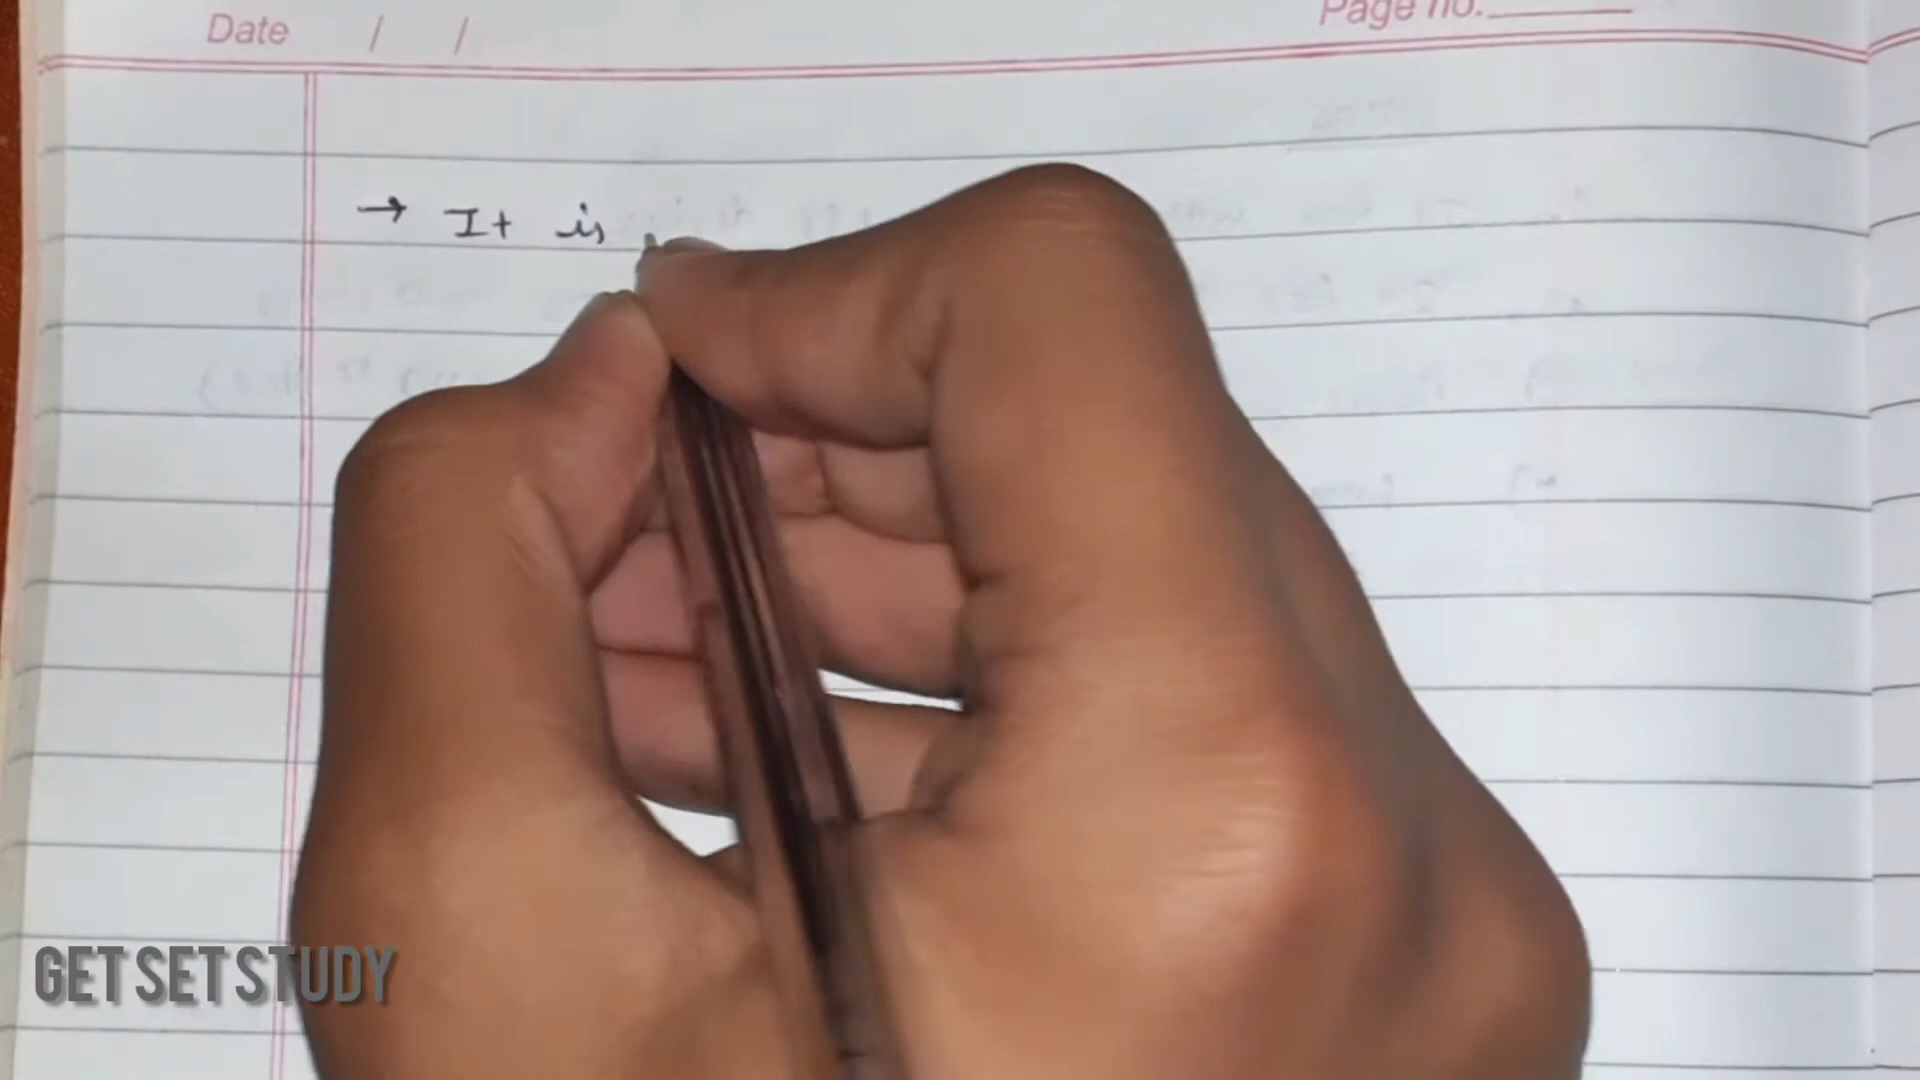 Date / /
Page no.
→ It is
GET SET STUDY